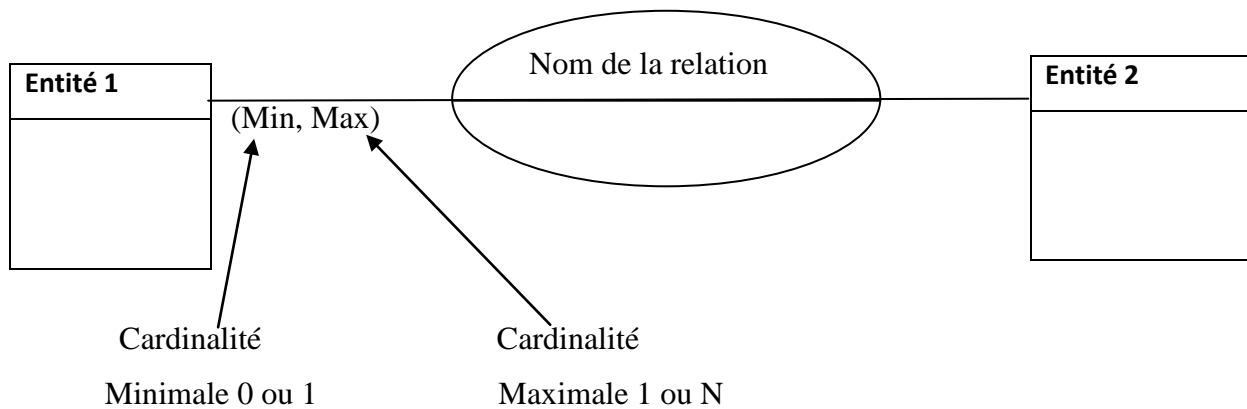 Nom de la relation
Entité 1
Entité 2
(Min, Max)
Cardinalité
Minimale 0 ou 1
Cardinalité
Maximale 1 ou N